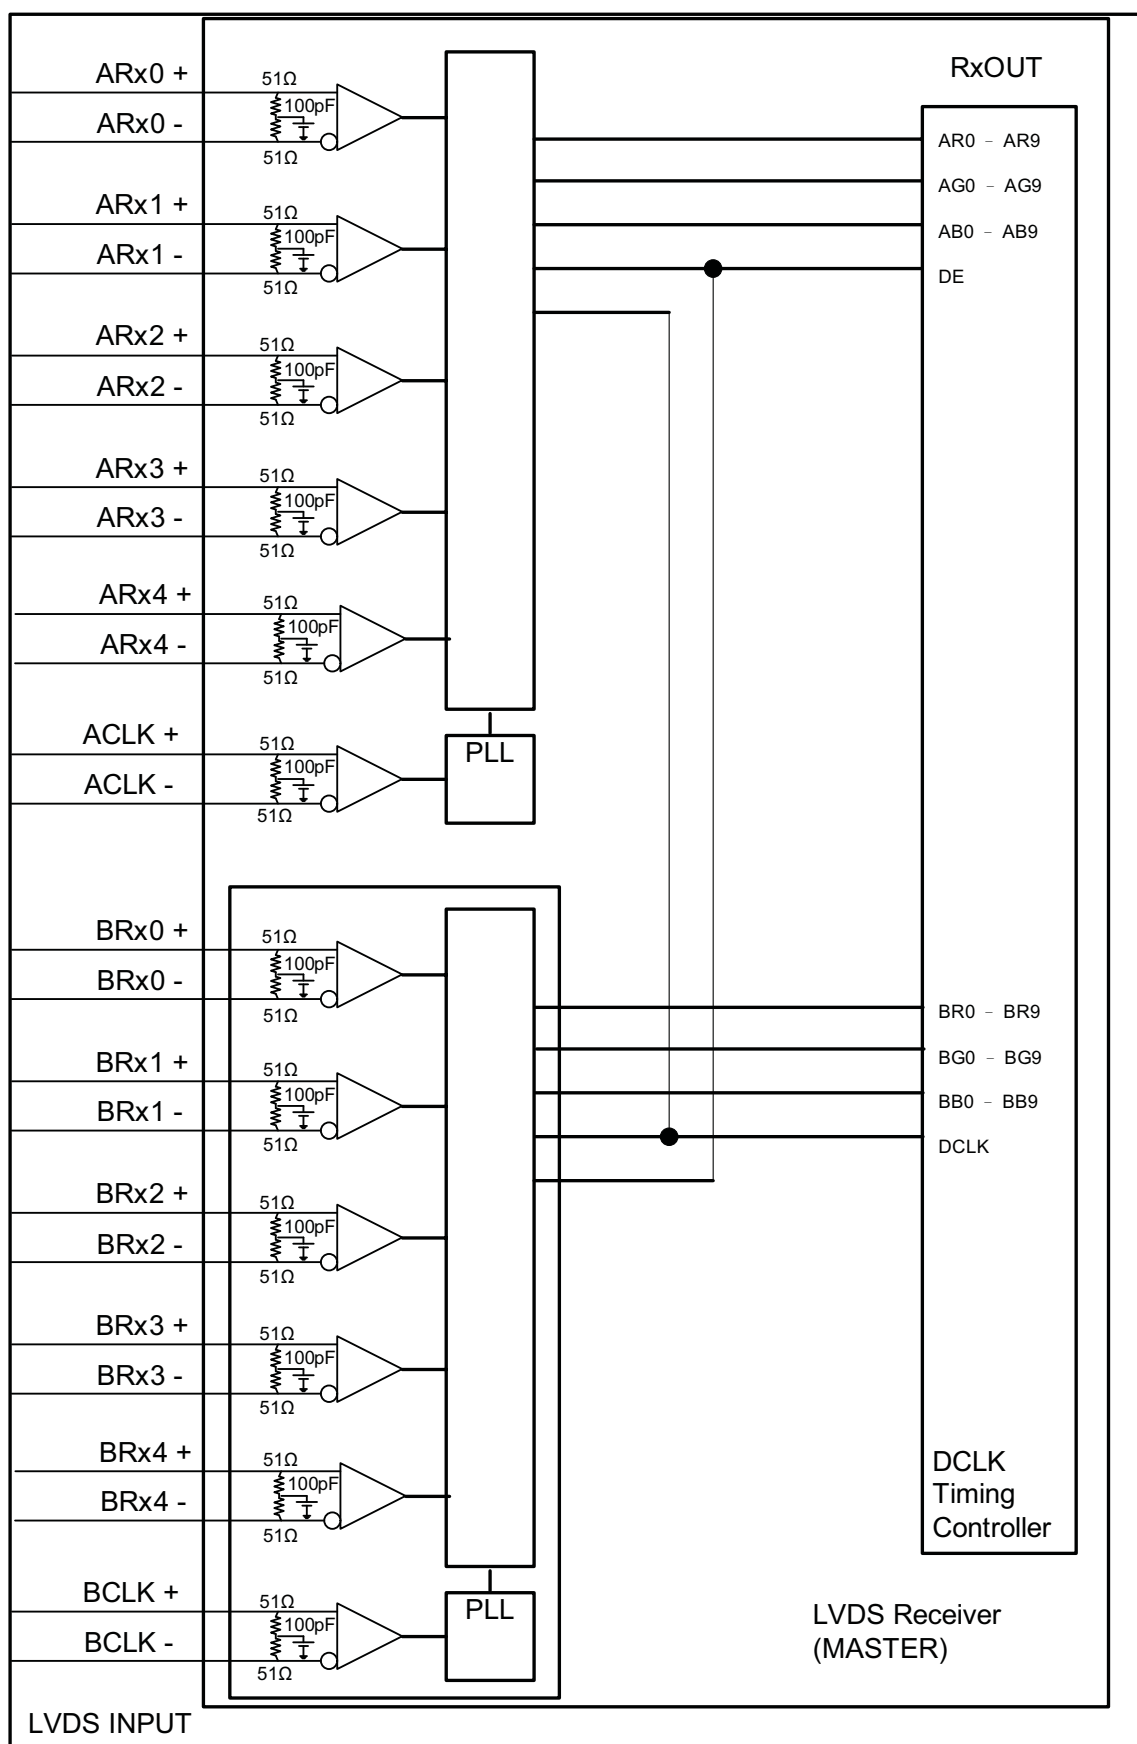 RxOUT
ARx0 +
51Ω
100pF
ARx0 -
51Ω
AR0 – AR9
AG0 – AG9
ARx1 +
51Ω
100pF
AB0 – AB9
ARx1 -
51Ω
DE
ARx2 +
51Ω
100pF
ARx2 -
51Ω
ARx3 +
51Ω
100pF
ARx3 -
51Ω
ARx4 +
51Ω
100pF
ARx4 -
51Ω
ACLK +
51Ω
100pF
PLL
ACLK -
51Ω
BRx0 +
51Ω
100pF
BRx0 -
51Ω
BR0 – BR9
BRx1 +
51Ω
100pF
BG0 – BG9
BRx1 -
51Ω
BB0 – BB9
DCLK
BRx2 +
51Ω
100pF
BRx2 -
51Ω
BRx3 +
51Ω
100pF
BRx3 -
51Ω
BRx4 +
51Ω
100pF
BRx4 -
51Ω
DCLK
Timing
Controller
BCLK +
51Ω
100pF
PLL
BCLK -
51Ω
LVDS Receiver
(MASTER)
LVDS INPUT